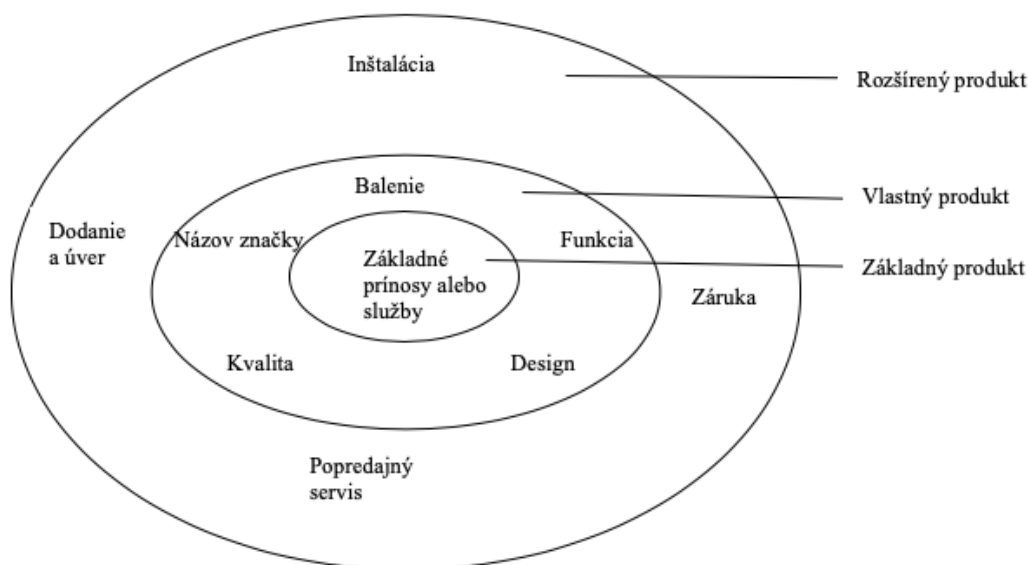 Inštalácia
Rozšírený produkt
Balenie
Vlastný produkt
Dodanie
a úver
Názov značky
Funkcia
Základné
prínosy alebo
služby
Základný produkt
Záruka
Kvalita
Design
Popredajný
servis